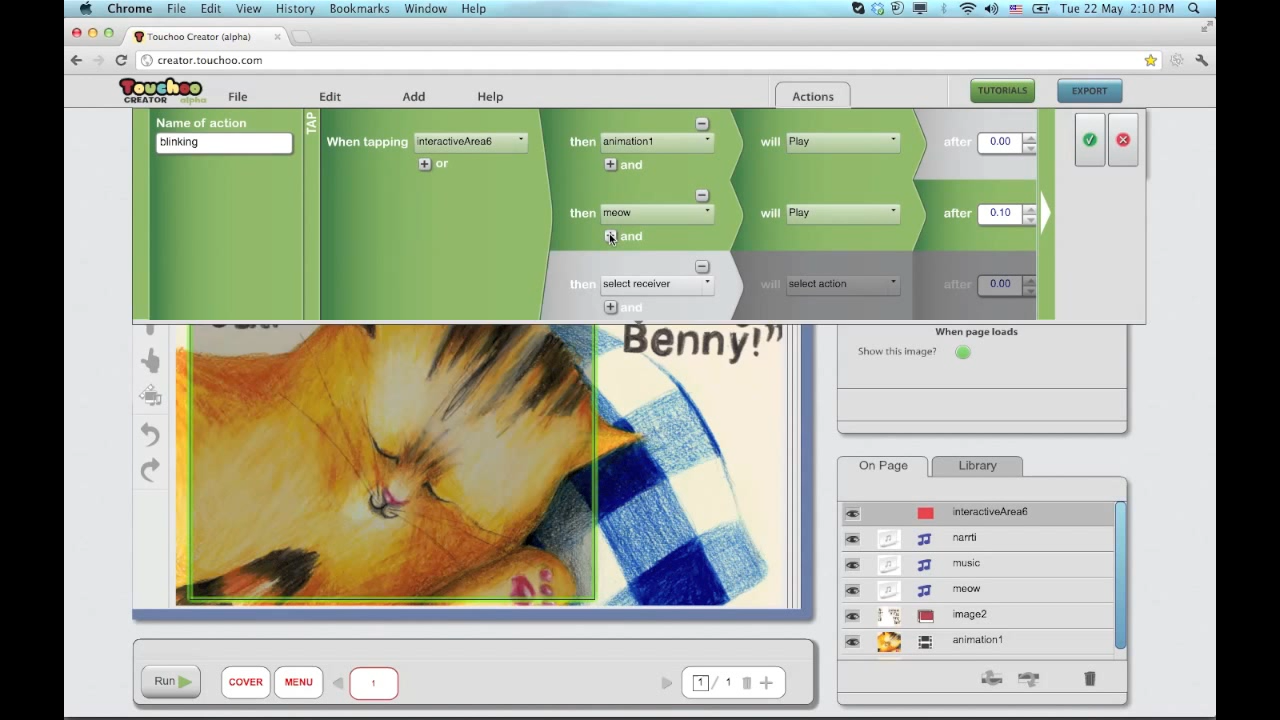 Chrome File Edit View History Bookmarks Window Help Tue 22 May 2:10 PM
Touchoo Creator (alpha)
creator.touchoo.com
Touchoo
CREATOR alpha
File Edit Add Help Actions TUTORIALS EXPORT
Name of action
blinking
TAP
When tapping interactiveArea6
+ or
then animation1 will Play after 0.00
+ and
then meow will Play after 0.10
and
then select receiver will select action after 0.00
+ and
Benny!”
When page loads
Show this image?
On Page Library
interactiveArea6
narrti
music
meow
image2
animation1
Run COVER MENU 1 1 / 1